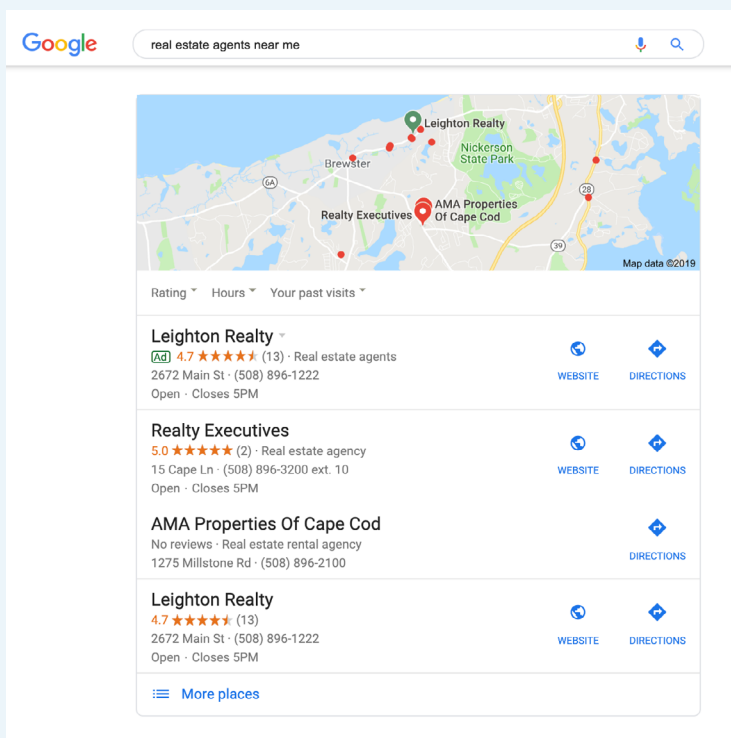 Google
real estate agents near me
Leighton Realty
Nickerson
State Park
Brewster
6A
28
AMA Properties
Of Cape Cod
Realty Executives
39
Map data ©2019
Rating Hours Your past visits
Leighton Realty
Ad 4.7 (13) · Real estate agents
2672 Main St · (508) 896-1222
Open · Closes 5PM
WEBSITE DIRECTIONS
Realty Executives
5.0 (2) · Real estate agency
15 Cape Ln · (508) 896-3200 ext. 10
Open · Closes 5PM
WEBSITE DIRECTIONS
AMA Properties Of Cape Cod
No reviews · Real estate rental agency
1275 Millstone Rd · (508) 896-2100
DIRECTIONS
Leighton Realty
4.7 (13)
2672 Main St · (508) 896-1222
Open · Closes 5PM
WEBSITE DIRECTIONS
More places